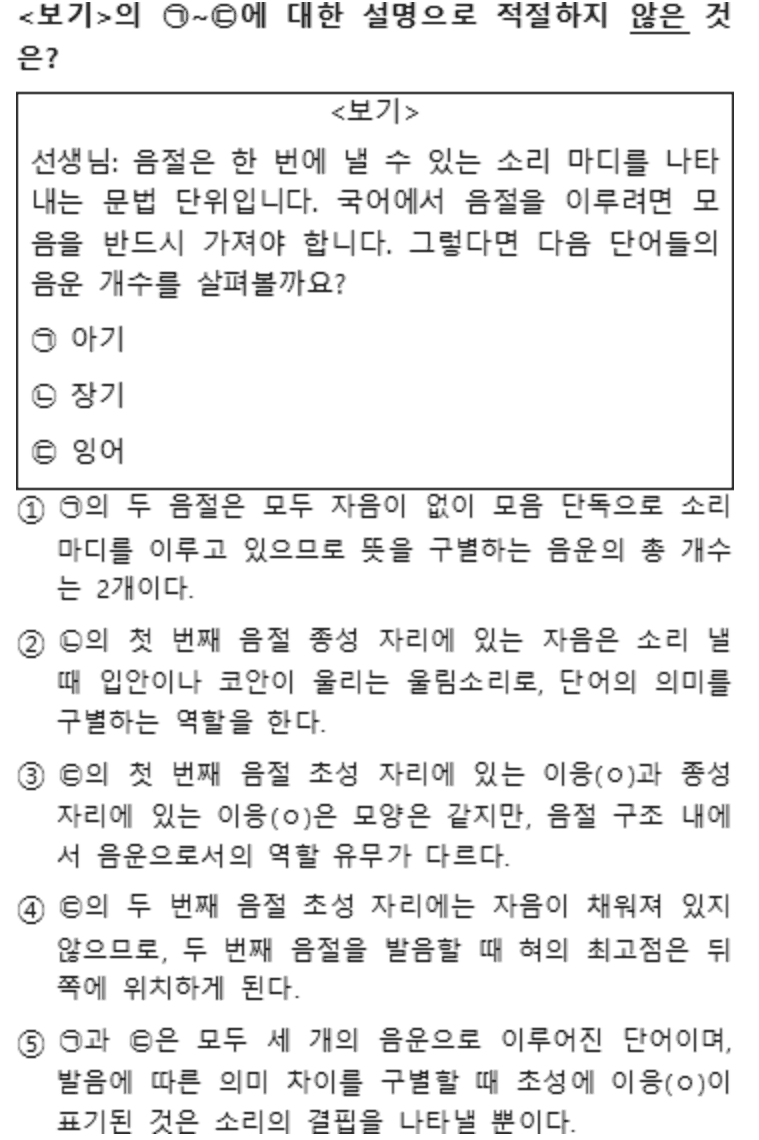 <보기>의 ㉠~㉢에 대한 설명으로 적절하지 않은 것
은?
<보기>
선생님: 음절은 한 번에 낼 수 있는 소리 마디를 나타
내는 문법 단위입니다. 국어에서 음절을 이루려면 모
음을 반드시 가져야 합니다. 그렇다면 다음 단어들의
음운 개수를 살펴볼까요?
㉠ 아기
㉡ 장기
㉢ 잉어
① ㉠의 두 음절은 모두 자음이 없이 모음 단독으로 소리
마디를 이루고 있으므로 뜻을 구별하는 음운의 총 개수
는 2개이다.
② ㉡의 첫 번째 음절 종성 자리에 있는 자음은 소리 낼
때 입안이나 코안이 울리는 울림소리로, 단어의 의미를
구별하는 역할을 한다.
③ ㉢의 첫 번째 음절 초성 자리에 있는 이응(ㅇ)과 종성
자리에 있는 이응(ㅇ)은 모양은 같지만, 음절 구조 내에
서 음운으로서의 역할 유무가 다르다.
④ ㉢의 두 번째 음절 초성 자리에는 자음이 채워져 있지
않으므로, 두 번째 음절을 발음할 때 혀의 최고점은 뒤
쪽에 위치하게 된다.
⑤ ㉠과 ㉢은 모두 세 개의 음운으로 이루어진 단어이며,
발음에 따른 의미 차이를 구별할 때 초성에 이응(ㅇ)이
표기된 것은 소리의 결핍을 나타낼 뿐이다.